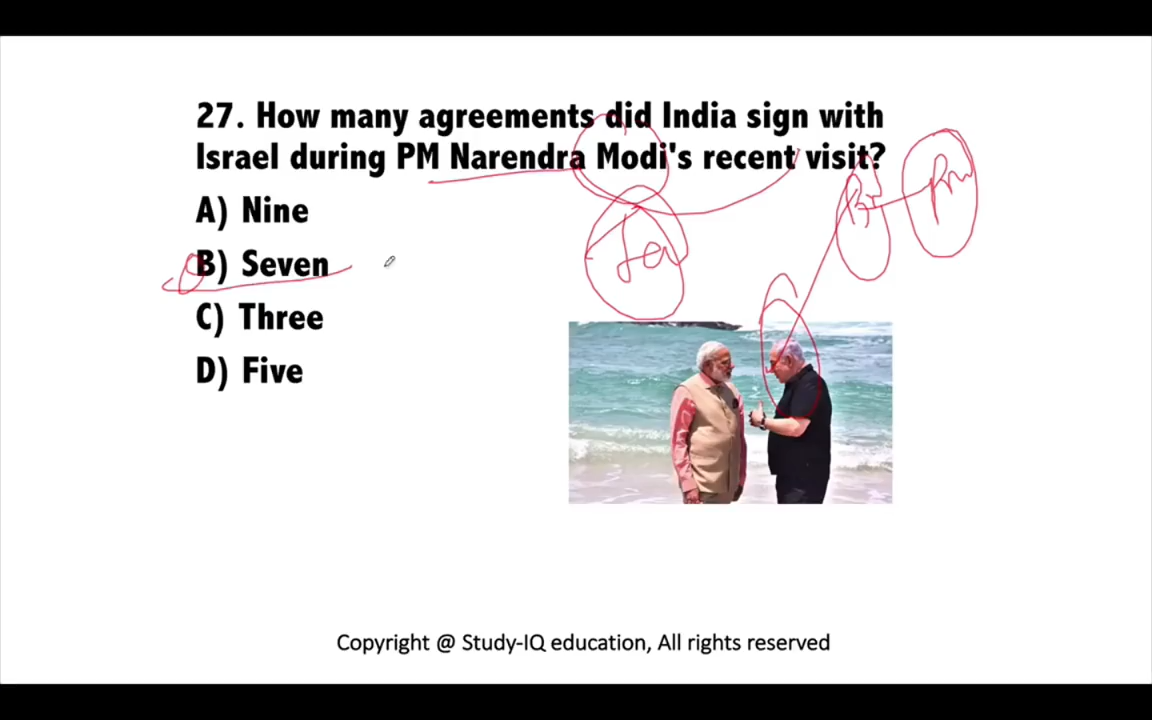 27. How many agreements did India sign with
Israel during PM Narendra Modi's recent visit?
A) Nine
B) Seven
C) Three
D) Five
Copyright @ Study-IQ education, All rights reserved